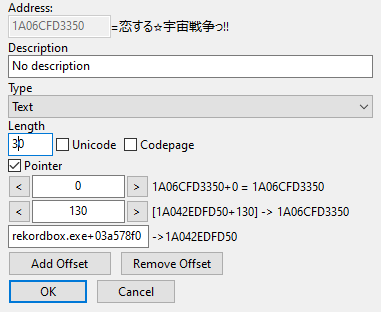 Address:
1A06CFD3350 =恋する☆宇宙戦争っ!!
Description
No description
Type
Text
Length
30 Unicode Codepage
Pointer
< 0 > 1A06CFD3350+0 = 1A06CFD3350
< 130 > [1A042EDFD50+130] -> 1A06CFD3350
rekordbox.exe+03a578f0 ->1A042EDFD50
Add Offset Remove Offset
OK Cancel